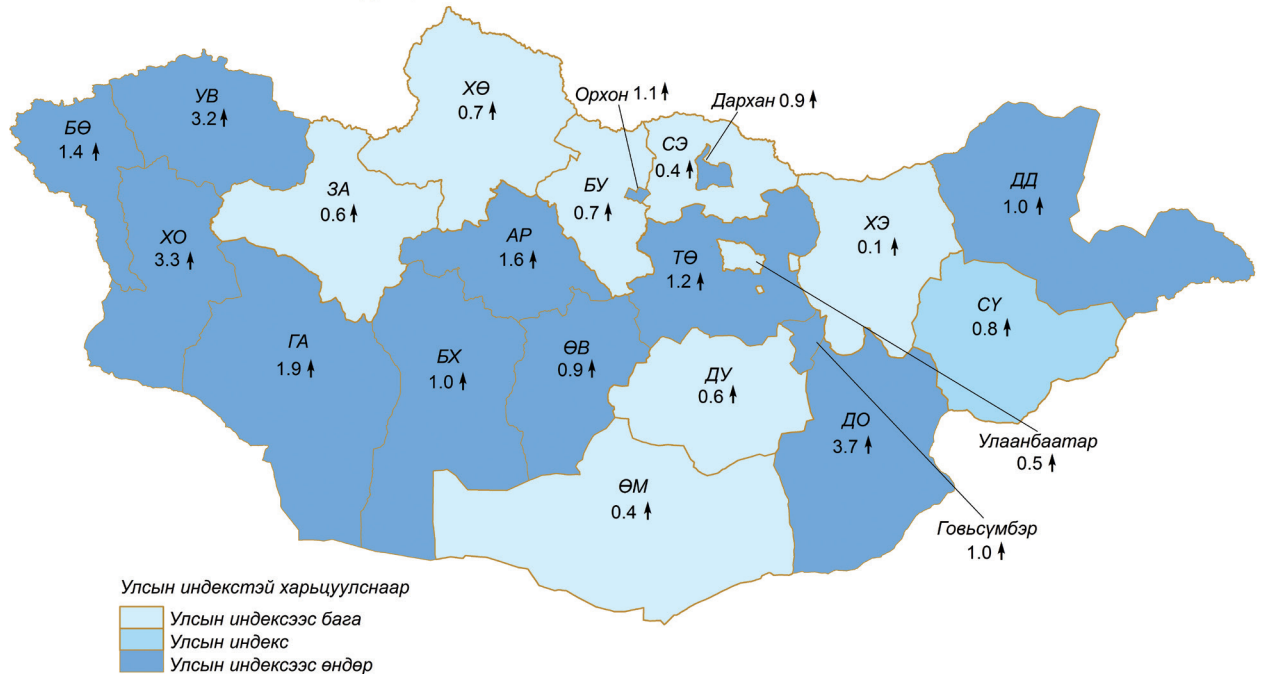 ХӨ
0.7
Орхон 1.1
Дархан 0.9
УВ
3.2
БӨ
1.4
СЭ
0.4
ЗА
0.6
БУ
0.7
ДД
1.0
ХО
3.3
АР
1.6
ТӨ
1.2
ХЭ
0.1
СҮ
0.8
ГА
1.9
БХ
1.0
ӨВ
0.9
ДУ
0.6
ДО
3.7
Улаанбаатар
0.5
ӨМ
0.4
Говьсүмбэр
1.0
Улсын индекстэй харьцуулснаар
Улсын индексээс бага
Улсын индекс
Улсын индексээс өндөр